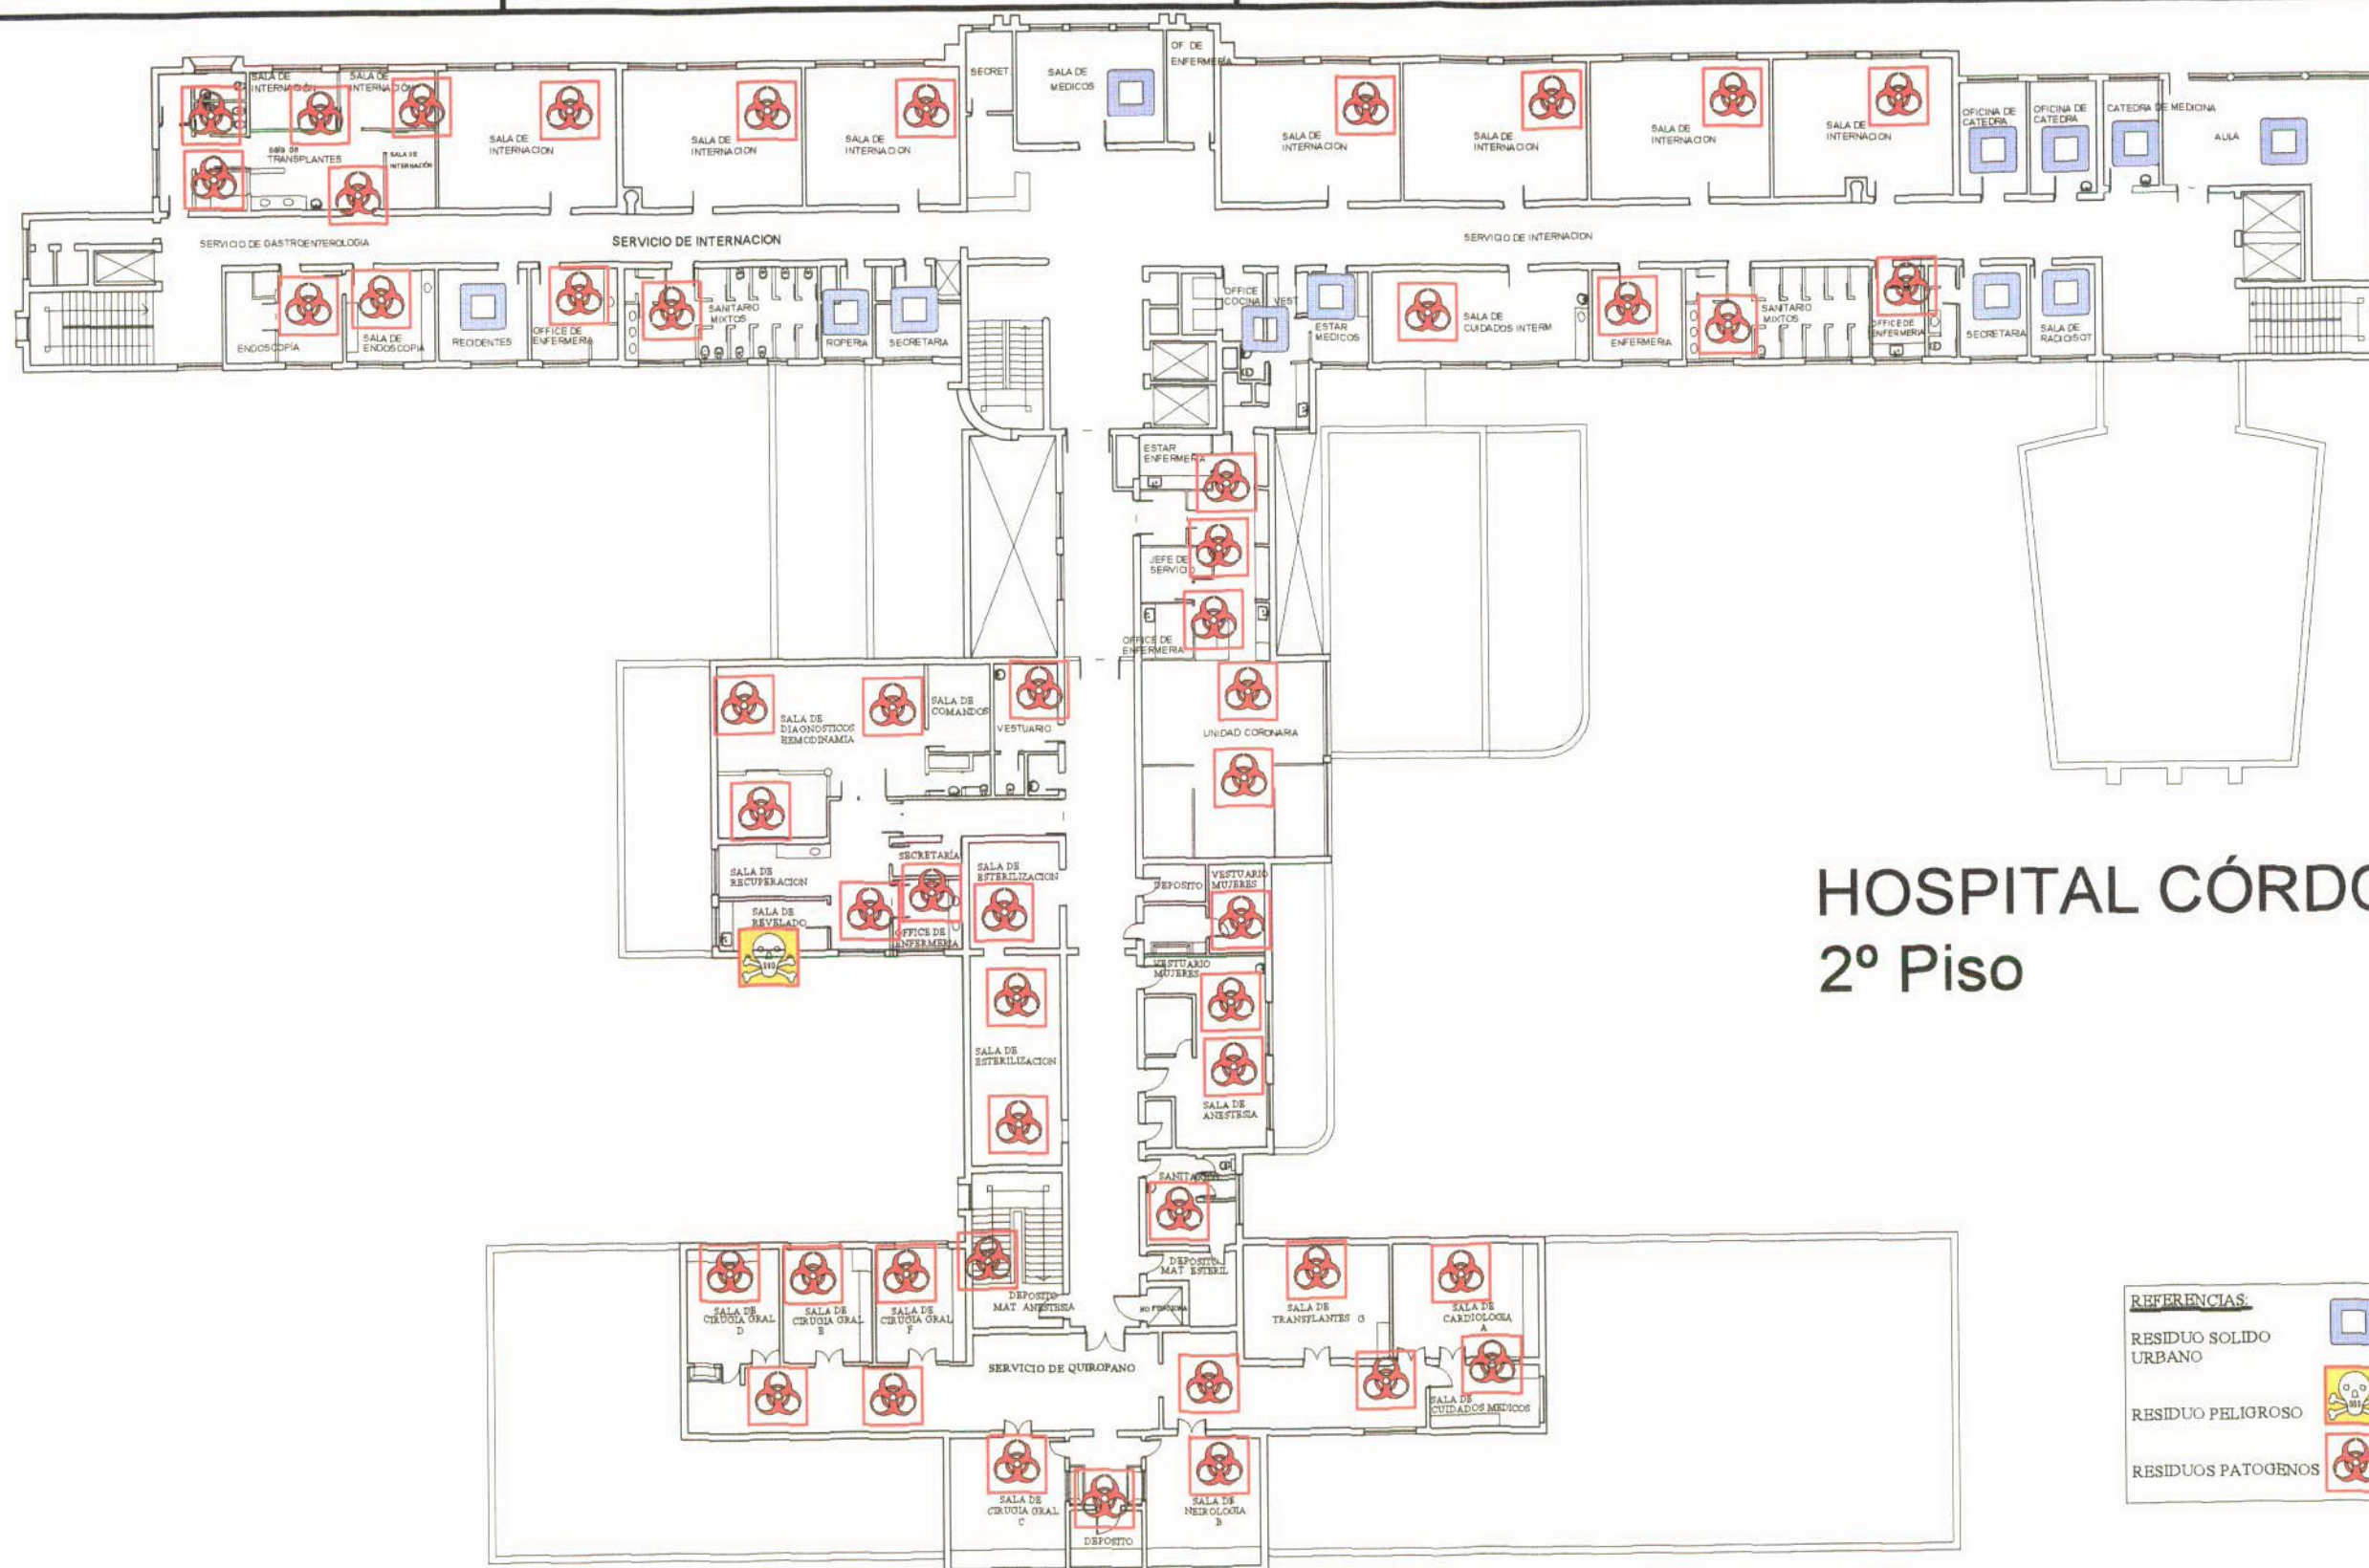 SALA DE
INTERNACIÓN
SALA DE
INTERNACIÓN
SALA DE
TRANSPLANTES
SALA DE
INTERNACIÓN
SALA DE
INTERNACION
SALA DE
INTERNACION
SALA DE
INTERNACION
SECRET.
SALA DE
MEDICOS
OF. DE
ENFERMERIA
SALA DE
INTERNACION
SALA DE
INTERNACION
SALA DE
INTERNACION
SALA DE
INTERNACION
OFICINA DE
CATEDRA
OFICINA DE
CATEDRA
CATEDRA DE MEDICINA
AULA
SERVICIO DE GASTROENTEROLOGIA
SERVICIO DE INTERNACION
SERVICIO DE INTERNACION
ENDOSCOPÍA
SALA DE
ENDOSCOPIA
RECIDENTES
OFFICE DE
ENFERMERIA
SANITARIO
MIXTOS
ROPERIA
SECRETARIA
OFFICE
COCINA
VEST
ESTAR
MEDICOS
SALA DE
CUIDADOS INTERM
ENFERMERIA
SANITARIO
MIXTOS
OFFICE DE
ENFERMERIA
SECRETARIA
SALA DE
RADIOISOT
ESTAR
ENFERMERIA
JEFE DE
SERVICIO
OFFICE DE
ENFERMERIA
SALA DE
DIAGNOSTICOS
HEMODINAMIA
SALA DE
COMANDOS
VESTUARIO
UNIDAD CORONARIA
SALA DE
RECUPERACION
SECRETARÍA
SALA DE
ESTERILIZACION
DEPOSITO
VESTUARIO
MUJERES
SALA DE
REVELADO
OFFICE DE
ENFERMERIA
HOSPITAL CÓRDO
2º Piso
VESTUARIO
MUJERES
SALA DE
ESTERILIZACION
SALA DE
ANESTESIA
SANITARIOS
DEPOSITO
MAT ESTERIL
DEPOSITO
MAT ANESTESIA
NO FUNCIONA
SALA DE
CIRUGIA GRAL
D
SALA DE
CIRUGIA GRAL
E
SALA DE
CIRUGIA GRAL
F
SALA DE
TRANSPLANTES G
SALA DE
CARDIOLOGIA
A
SERVICIO DE QUIROPANO
SALA DE
CUIDADOS MEDICOS
SALA DE
CIRUGIA GRAL
C
DEPOSITO
SALA DE
NEIROLOGIA
B
REFERENCIAS:
RESIDUO SOLIDO
URBANO
RESIDUO PELIGROSO
RESIDUOS PATOGENOS